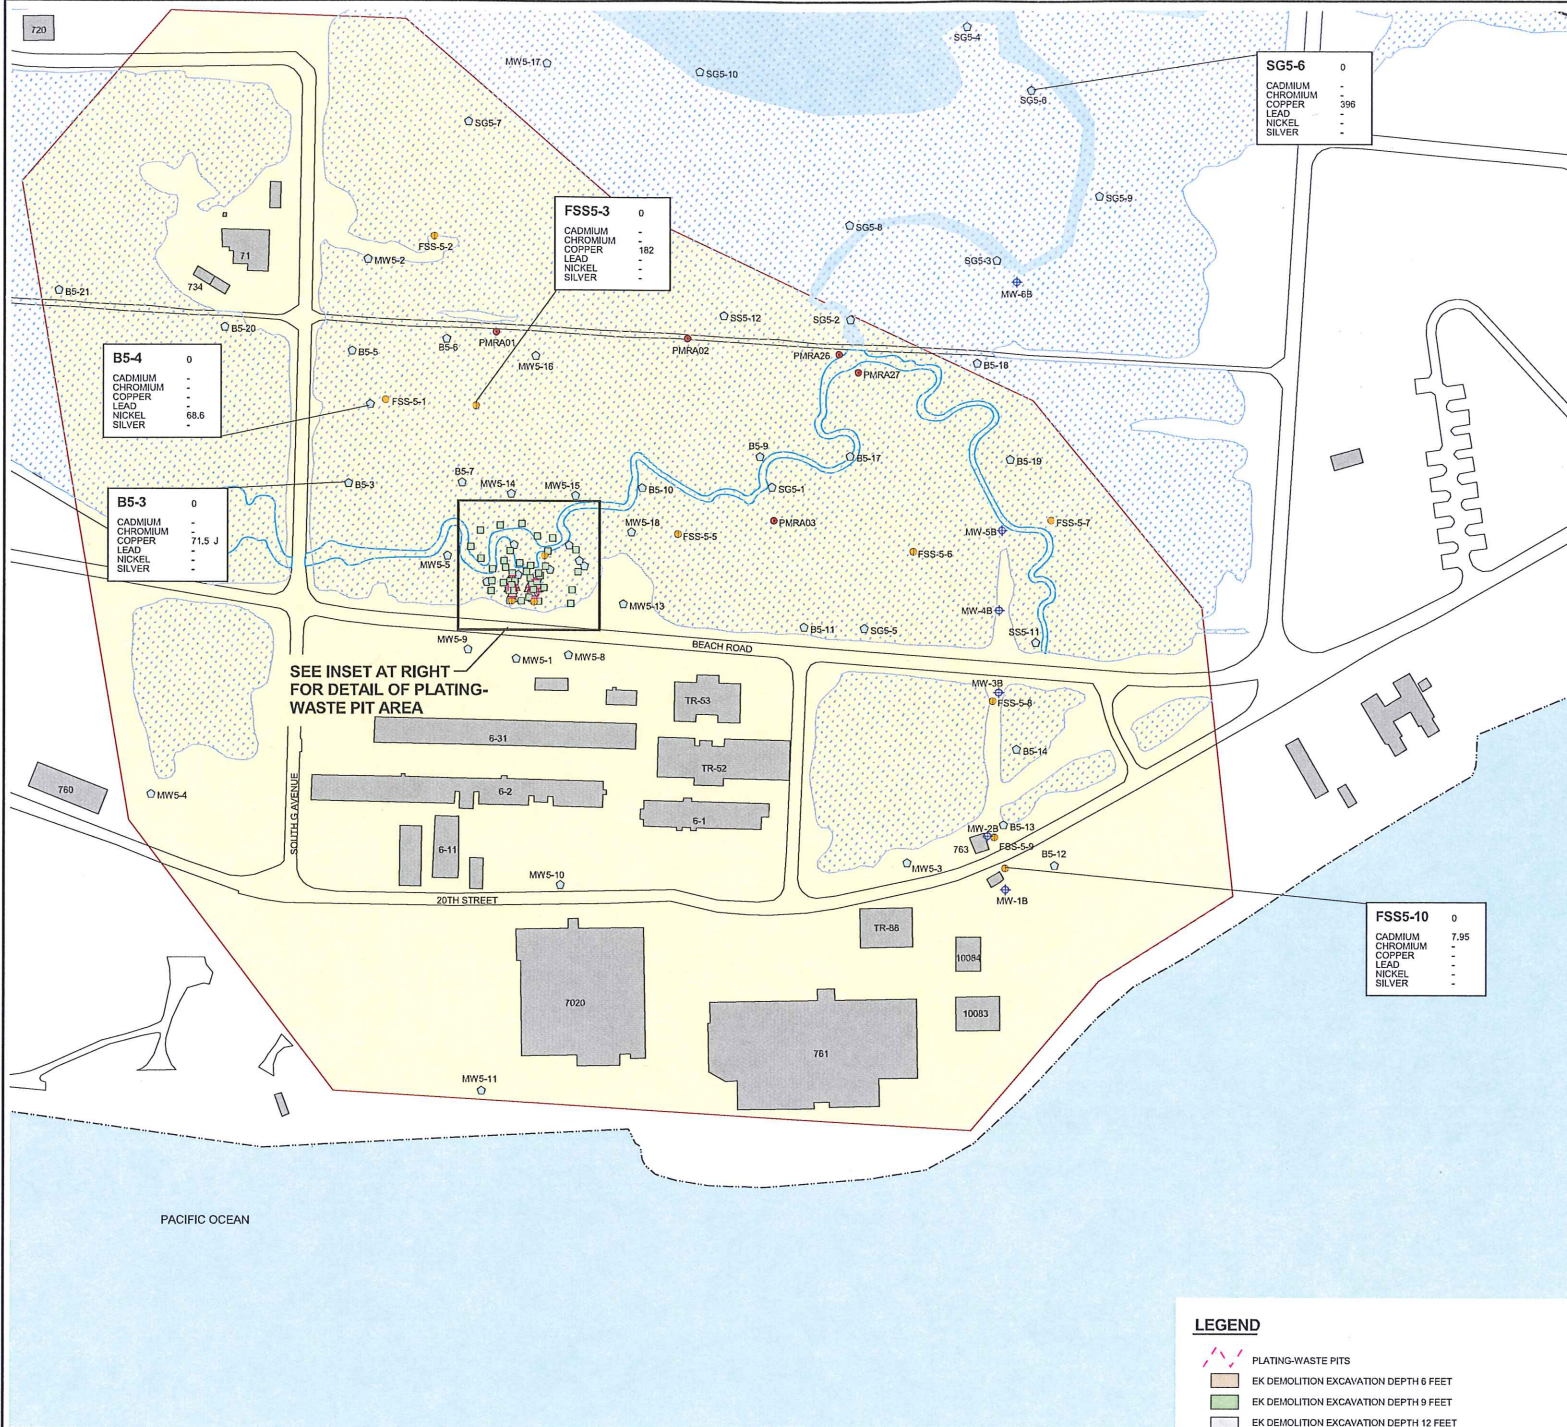 720
SG5-4
MW5-17
SG5-10
SG5-6
SG5-6 0
CADMIUM -
CHROMIUM -
COPPER 396
LEAD -
NICKEL -
SILVER -
SG5-7
SG5-9
FSS5-3 0
CADMIUM -
CHROMIUM -
COPPER 182
LEAD -
NICKEL -
SILVER -
SG5-8
FSS-5-2
71
MW5-2
SG5-3
734
MW-6B
B5-21
SS5-12
SG5-2
B5-20
B5-6
PMRA01
B5-5
PMRA02
PMRA26
MW5-16
B5-18
PMRA27
B5-4 0
CADMIUM -
CHROMIUM -
COPPER -
LEAD -
NICKEL 68.6
SILVER -
FSS-5-1
B5-9
B5-17
B5-19
B5-7
B5-3
MW5-14
MW5-15
B5-10
SG5-1
B5-3 0
CADMIUM -
CHROMIUM -
COPPER 71.5 J
LEAD -
NICKEL -
SILVER -
MW5-18
PMRA03
FSS-5-7
FSS-5-5
MW-5B
FSS-5-6
MW5-5
MW5-13
MW-4B
B5-11
SG5-5
SS5-11
MW5-9
BEACH ROAD
MW5-1
MW5-8
SEE INSET AT RIGHT
FOR DETAIL OF PLATING-
WASTE PIT AREA
MW-3B
TR-53
FSS-5-8
6-31
B5-14
TR-52
760
MW5-4
6-2
SOUTH G AVENUE
6-1
MW-2B
B5-13
FSS-5-9
763
6-11
B5-12
MW5-3
MW5-10
20TH STREET
MW-1B
FSS5-10 0
CADMIUM 7.95
CHROMIUM -
COPPER -
LEAD -
NICKEL -
SILVER -
TR-88
10084
7020
10083
761
MW5-11
PACIFIC OCEAN
LEGEND
PLATING-WASTE PITS
EK DEMOLITION EXCAVATION DEPTH 6 FEET
EK DEMOLITION EXCAVATION DEPTH 9 FEET
EK DEMOLITION EXCAVATION DEPTH 12 FEET